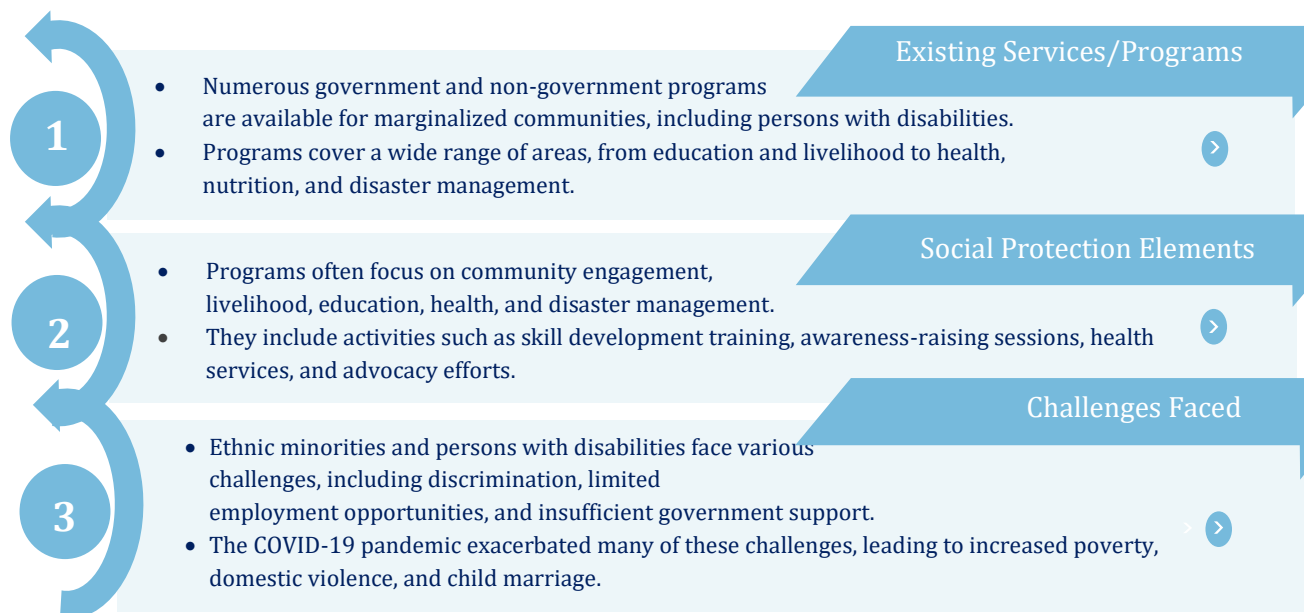 Existing Services/Programs
1
• Numerous government and non-government programs
are available for marginalized communities, including persons with disabilities.
• Programs cover a wide range of areas, from education and livelihood to health,
nutrition, and disaster management.
Social Protection Elements
2
• Programs often focus on community engagement,
livelihood, education, health, and disaster management.
• They include activities such as skill development training, awareness-raising sessions, health
services, and advocacy efforts.
Challenges Faced
3
• Ethnic minorities and persons with disabilities face various
challenges, including discrimination, limited
employment opportunities, and insufficient government support.
• The COVID-19 pandemic exacerbated many of these challenges, leading to increased poverty,
domestic violence, and child marriage.